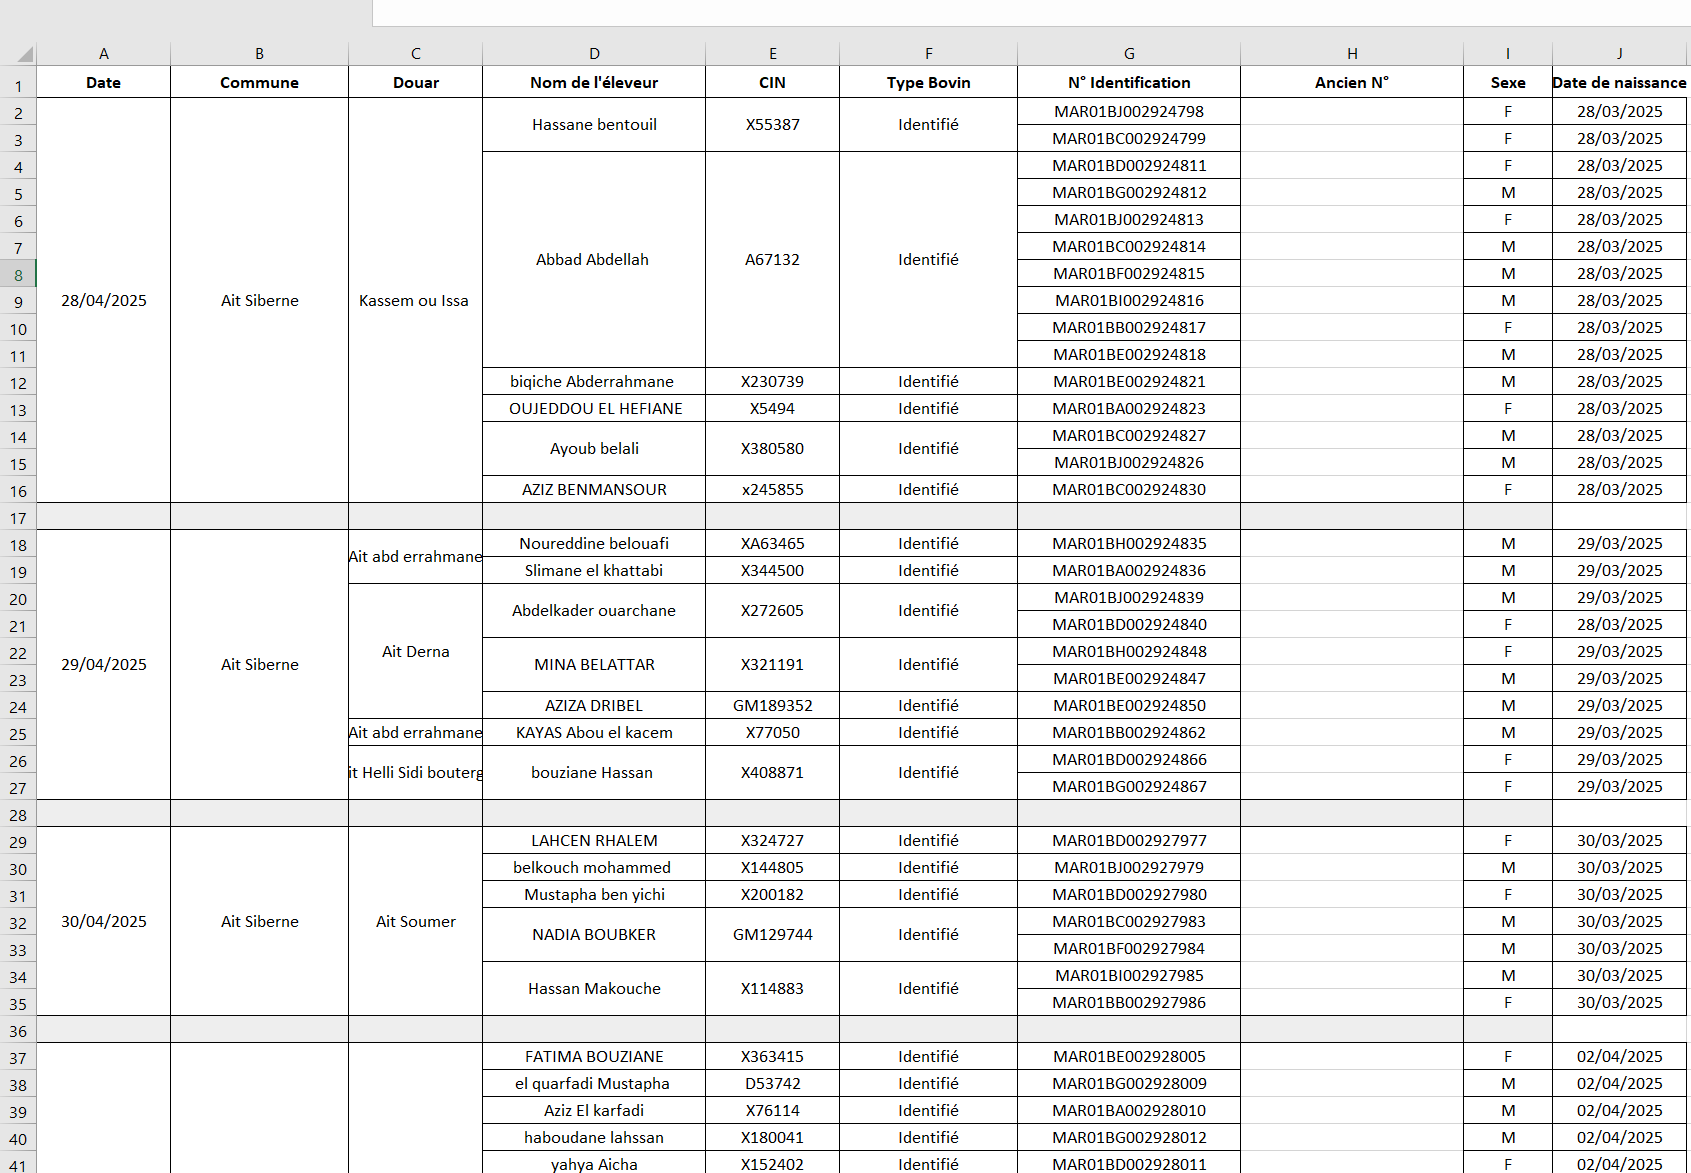 A B C D E F G H I J
1 Date Commune Douar Nom de l'éleveur CIN Type Bovin N° Identification Ancien N° Sexe Date de naissance
2 Hassane bentouil X55387 Identifié MAR01BJ002924798 F 28/03/2025
3 MAR01BC002924799 F 28/03/2025
4 MAR01BD002924811 F 28/03/2025
5 MAR01BG002924812 M 28/03/2025
6 MAR01BJ002924813 F 28/03/2025
7 MAR01BC002924814 M 28/03/2025
8 Abbad Abdellah A67132 Identifié MAR01BF002924815 M 28/03/2025
9 28/04/2025 Ait Siberne Kassem ou Issa MAR01BI002924816 M 28/03/2025
10 MAR01BB002924817 F 28/03/2025
11 MAR01BE002924818 M 28/03/2025
12 biqiche Abderrahmane X230739 Identifié MAR01BE002924821 M 28/03/2025
13 OUJEDDOU EL HEFIANE X5494 Identifié MAR01BA002924823 F 28/03/2025
14 Ayoub belali X380580 Identifié MAR01BC002924827 M 28/03/2025
15 MAR01BJ002924826 M 28/03/2025
16 AZIZ BENMANSOUR x245855 Identifié MAR01BC002924830 F 28/03/2025
17
18 Ait abd errahmane Noureddine belouafi XA63465 Identifié MAR01BH002924835 M 29/03/2025
19 Slimane el khattabi X344500 Identifié MAR01BA002924836 M 29/03/2025
20 Abdelkader ouarchane X272605 Identifié MAR01BJ002924839 M 29/03/2025
21 MAR01BD002924840 F 28/03/2025
22 29/04/2025 Ait Siberne Ait Derna MINA BELATTAR X321191 Identifié MAR01BH002924848 F 29/03/2025
23 MAR01BE002924847 M 29/03/2025
24 AZIZA DRIBEL GM189352 Identifié MAR01BE002924850 M 29/03/2025
25 Ait abd errahmane KAYAS Abou el kacem X77050 Identifié MAR01BB002924862 M 29/03/2025
26 it Helli Sidi bouterg bouziane Hassan X408871 Identifié MAR01BD002924866 F 29/03/2025
27 MAR01BG002924867 F 29/03/2025
28
29 LAHCEN RHALEM X324727 Identifié MAR01BD002927977 F 30/03/2025
30 belkouch mohammed X144805 Identifié MAR01BJ002927979 M 30/03/2025
31 Mustapha ben yichi X200182 Identifié MAR01BD002927980 F 30/03/2025
32 30/04/2025 Ait Siberne Ait Soumer NADIA BOUBKER GM129744 Identifié MAR01BC002927983 M 30/03/2025
33 MAR01BF002927984 M 30/03/2025
34 Hassan Makouche X114883 Identifié MAR01BI002927985 M 30/03/2025
35 MAR01BB002927986 F 30/03/2025
36
37 FATIMA BOUZIANE X363415 Identifié MAR01BE002928005 F 02/04/2025
38 el quarfadi Mustapha D53742 Identifié MAR01BG002928009 M 02/04/2025
39 Aziz El karfadi X76114 Identifié MAR01BA002928010 M 02/04/2025
40 haboudane lahssan X180041 Identifié MAR01BG002928012 M 02/04/2025
41 yahya Aicha X152402 Identifié MAR01BD002928011 F 02/04/2025